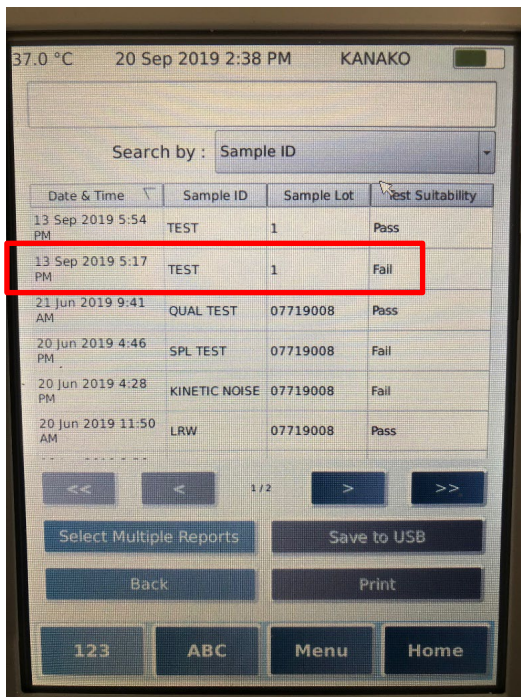 37.0 °C 20 Sep 2019 2:38 PM KANAKO
Search by : Sample ID
Date & Time Sample ID Sample Lot Test Suitability
13 Sep 2019 5:54 PM TEST 1 Pass
13 Sep 2019 5:17 PM TEST 1 Fail
21 Jun 2019 9:41 AM QUAL TEST 07719008 Pass
20 Jun 2019 4:46 PM SPL TEST 07719008 Fail
20 Jun 2019 4:28 PM KINETIC NOISE 07719008 Fail
20 Jun 2019 11:50 AM LRW 07719008 Pass
<< < 1/2 > >>
Select Multiple Reports Save to USB
Back Print
123 ABC Menu Home